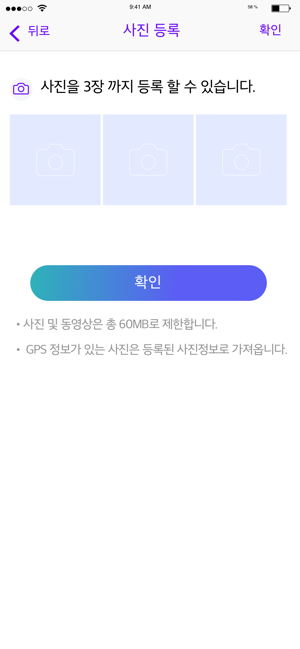 9:41 AM
58 %
뒤로
사진 등록
확인
사진을 3장 까지 등록 할 수 있습니다.
확인
• 사진 및 동영상은 총 60MB로 제한합니다.
• GPS 정보가 있는 사진은 등록된 사진정보로 가져옵니다.